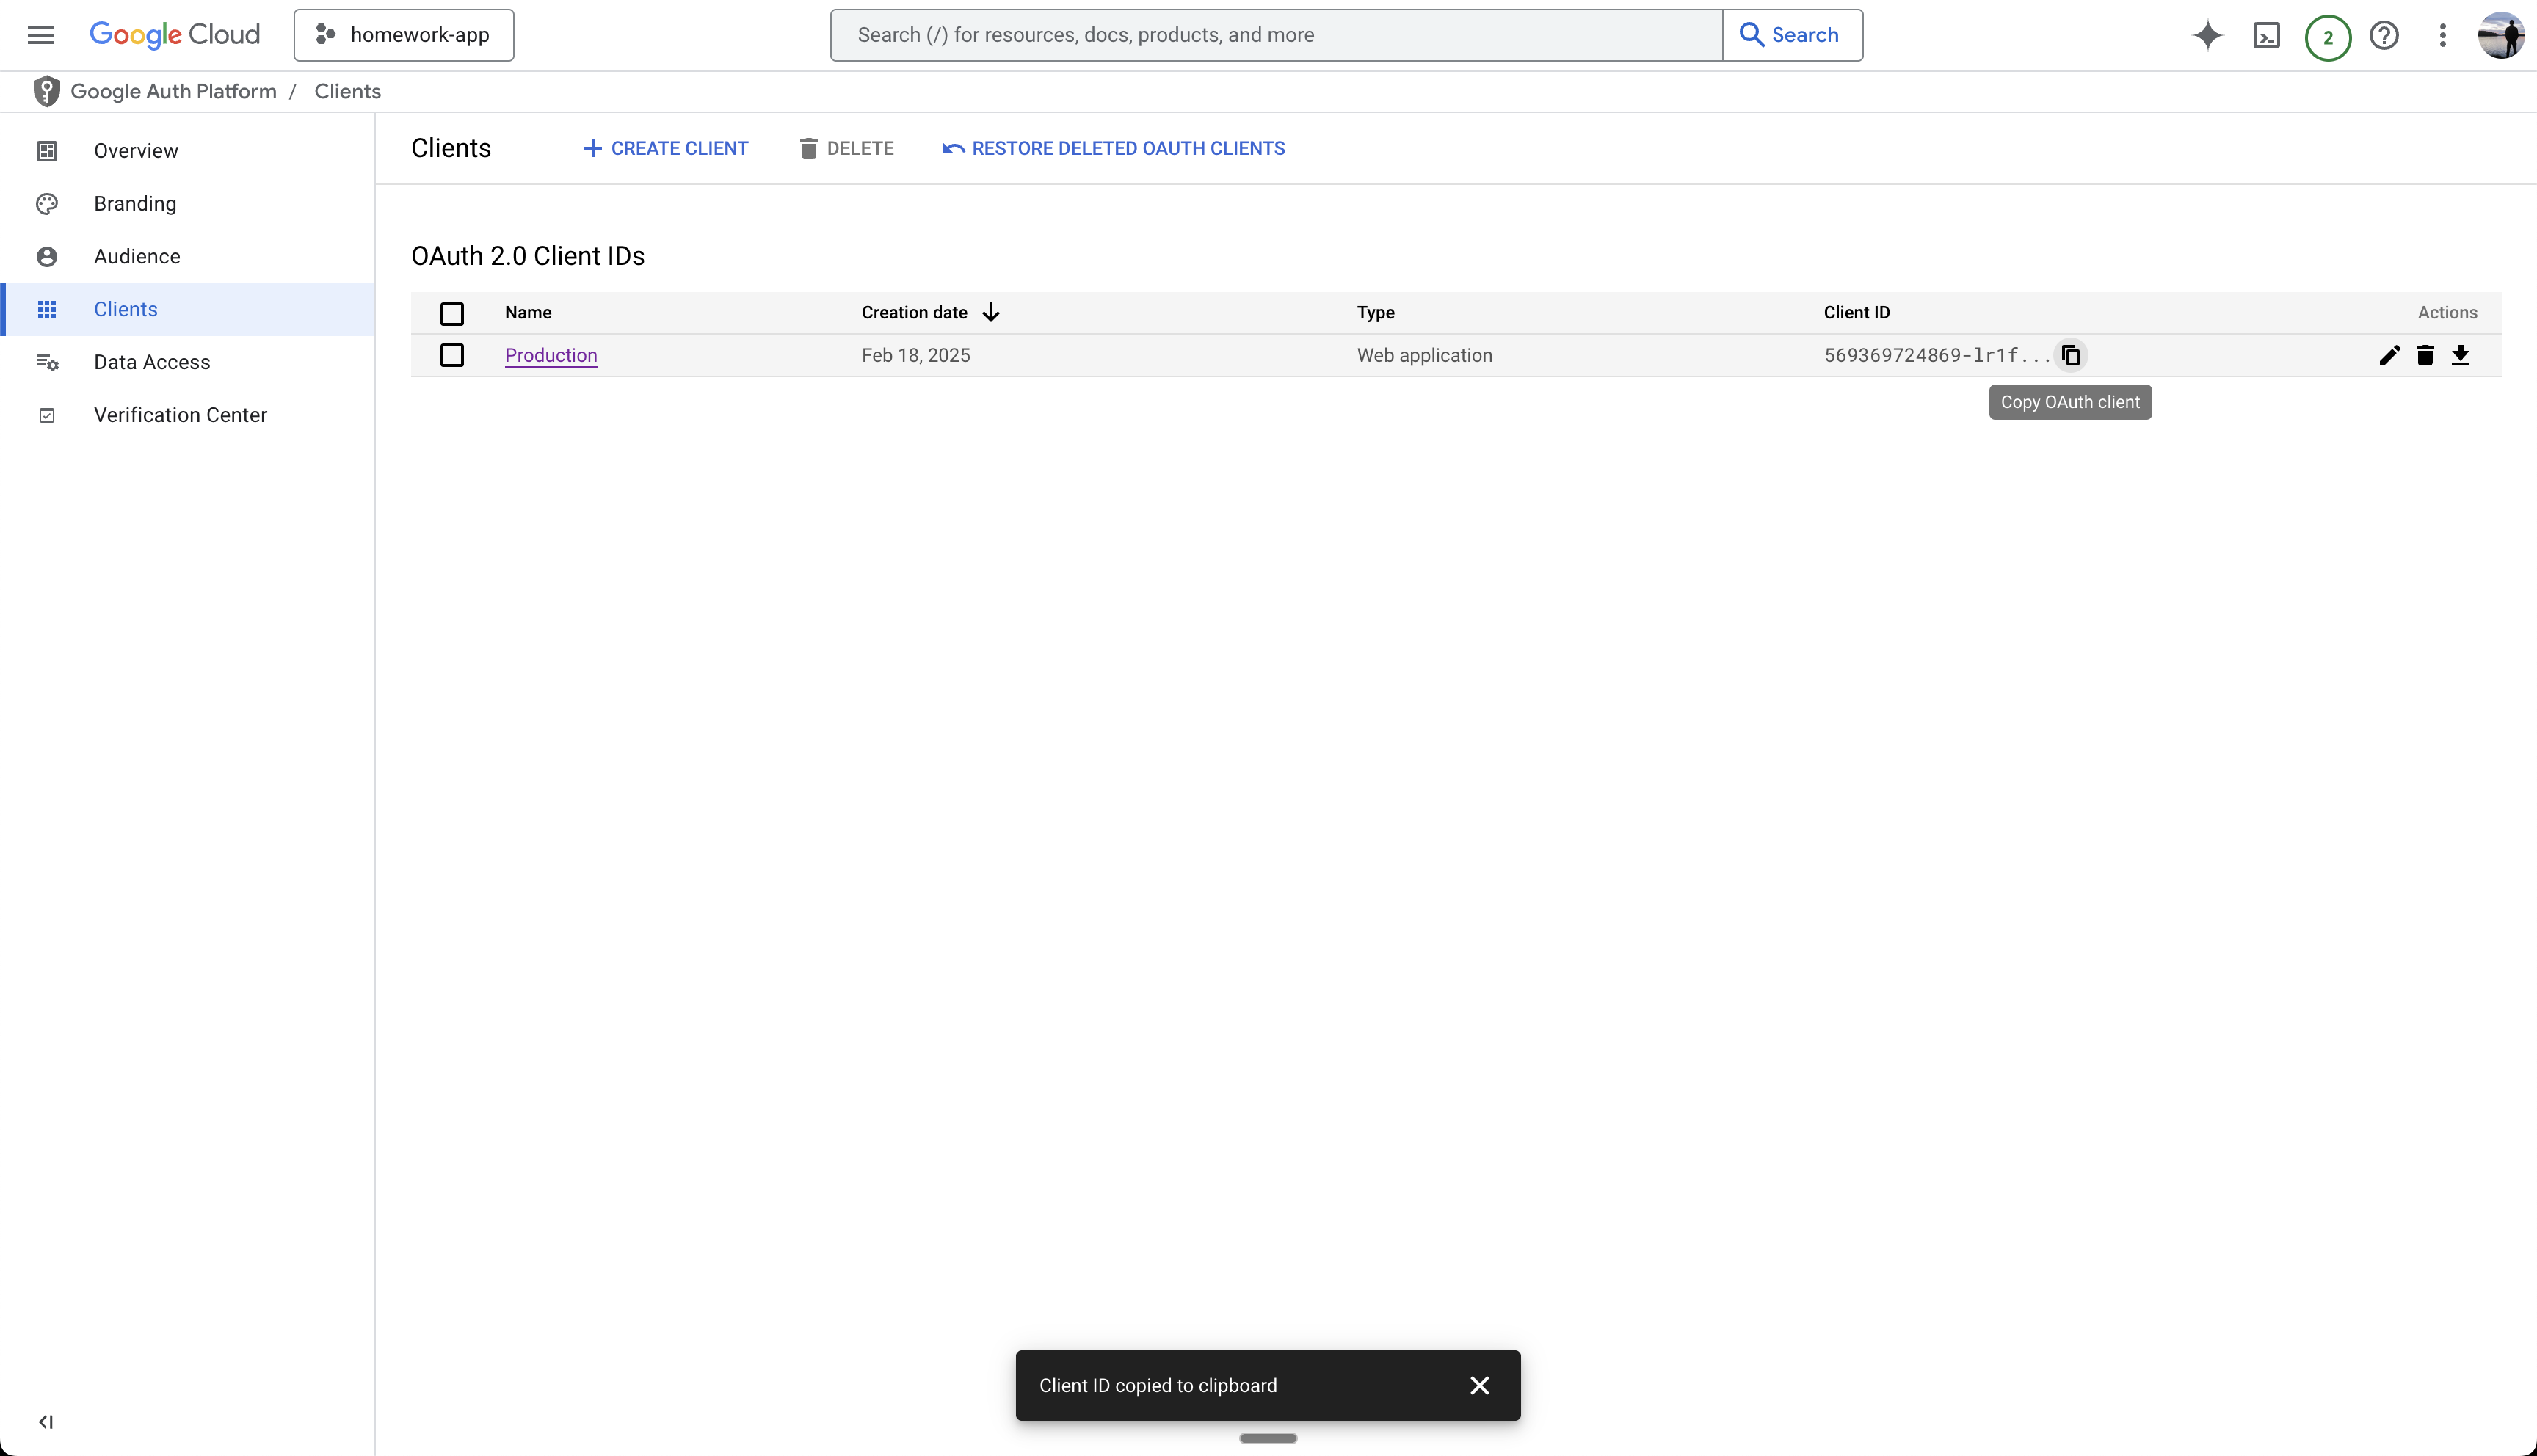 Google Cloud
homework-app
Search (/) for resources, docs, products, and more
Search
2
Google Auth Platform / Clients
Overview
Branding
Audience
Clients
Data Access
Verification Center
Clients
CREATE CLIENT
DELETE
RESTORE DELETED OAUTH CLIENTS
OAuth 2.0 Client IDs
Name Creation date Type Client ID Actions
Production Feb 18, 2025 Web application 569369724869-lr1f...
Copy OAuth client
Client ID copied to clipboard